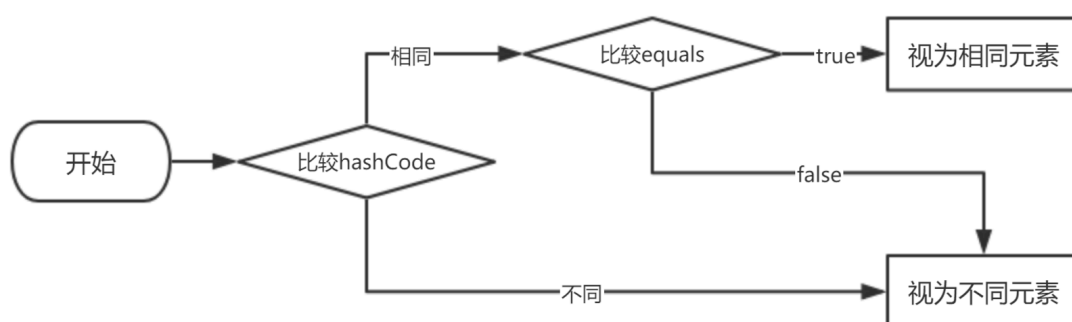 相同
比较equals
true
视为相同元素
开始
比较hashCode
false
不同
视为不同元素